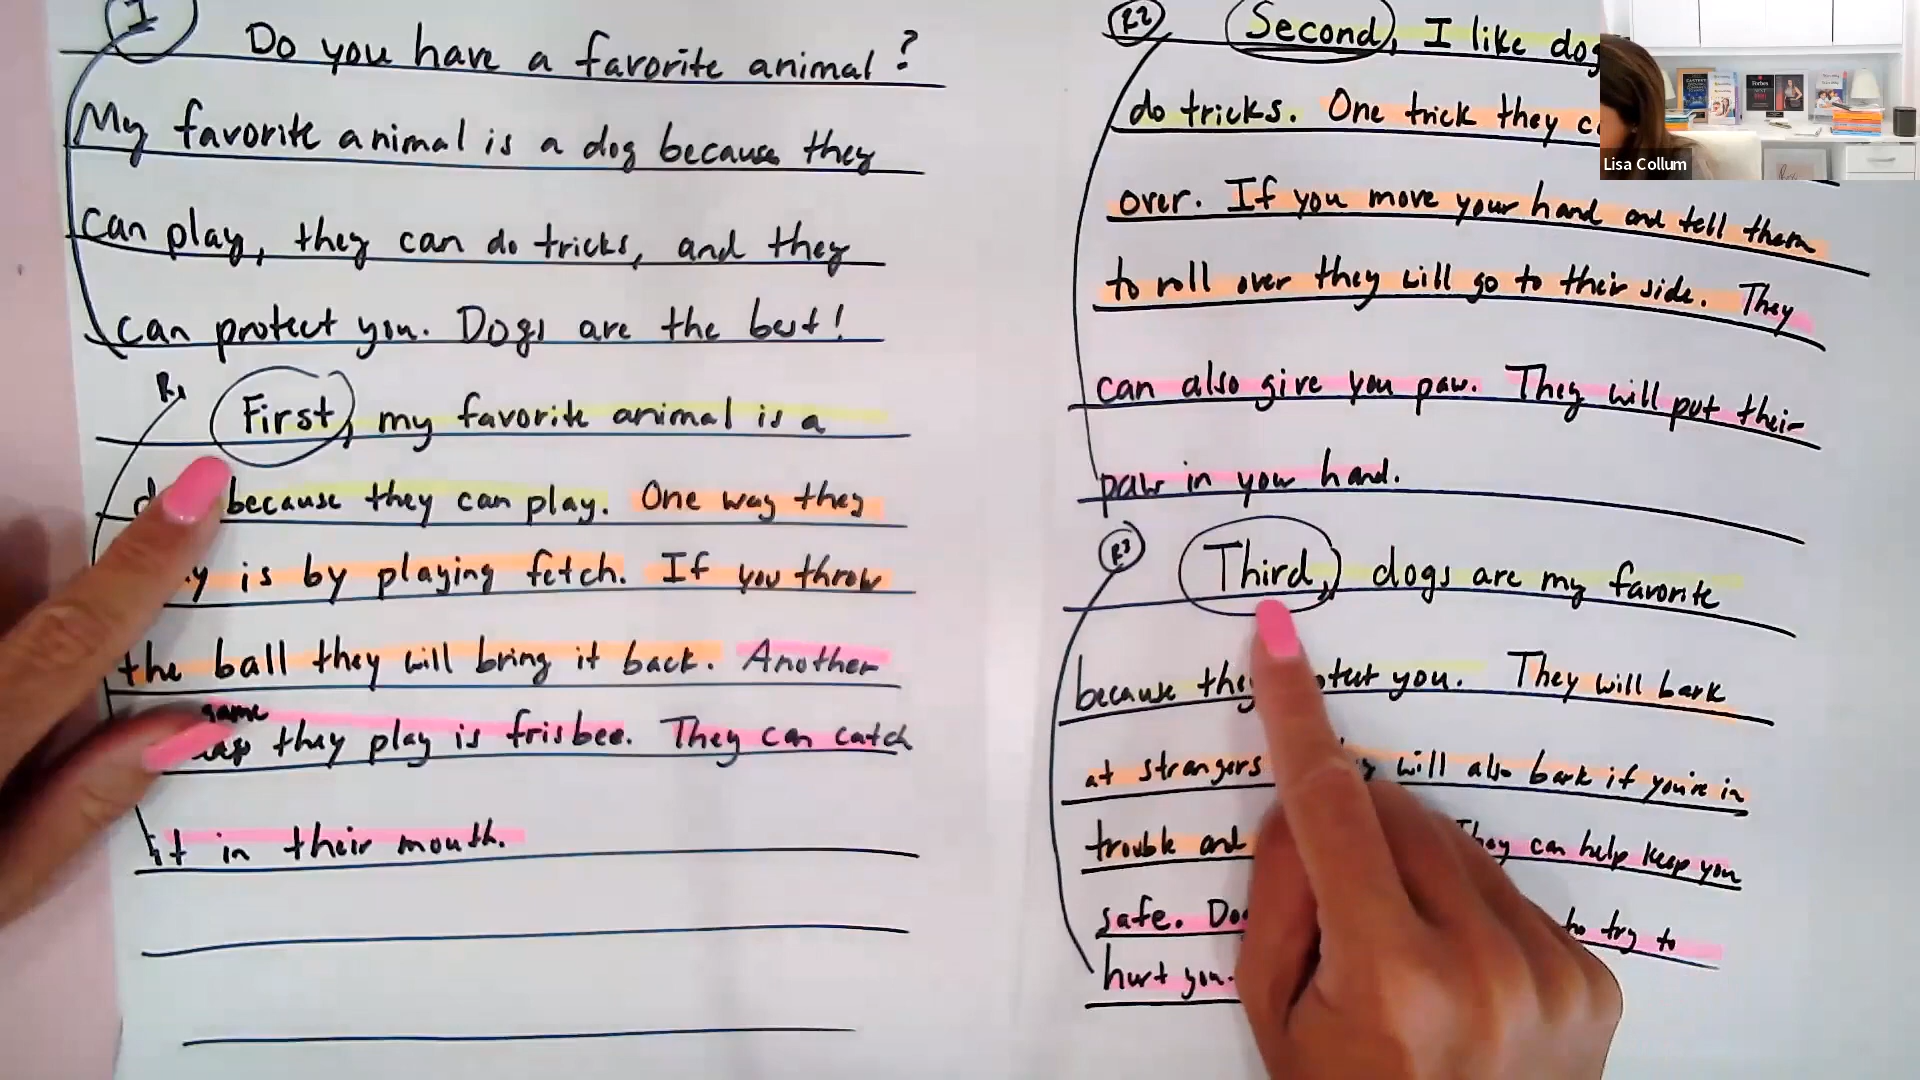 I
Do you have a favorite animal?
My favorite animal is a dog because they
can play, they can do tricks, and they
can protect you. Dogs are the best!
R1
First, my favorite animal is a
because they can play. One way they
is by playing fetch. If you throw
the ball they will bring it back. Another
game
they play is frisbee. They can catch
it in their mouth.
R2
Second, I like
do tricks. One trick they
over. If you move your hand and tell them
to roll over they will go to their side. They
can also give you paw. They will put their
paw in your hand.
R3
Third, dogs are my favorite
because they you. They will bark
at strangers will also bark if you're in
trouble and They can help keep you
safe. to try to
hurt you.
Lisa Collum